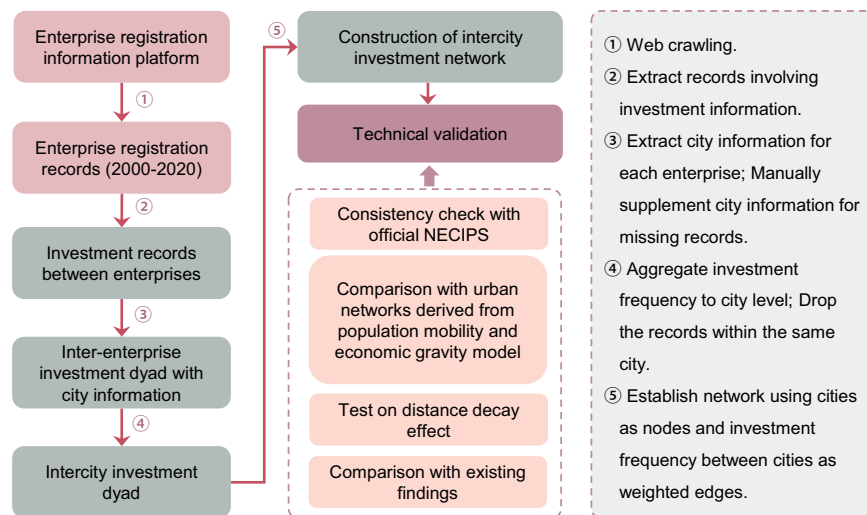 Enterprise registration
information platform
①
Enterprise registration
records (2000-2020)
②
Investment records
between enterprises
③
Inter-enterprise
investment dyad with
city information
④
Intercity investment
dyad
⑤
Construction of intercity
investment network
Technical validation
Consistency check with
official NECIPS
Comparison with urban
networks derived from
population mobility and
economic gravity model
Test on distance decay
effect
Comparison with existing
findings
① Web crawling.
② Extract records involving
investment information.
③ Extract city information for
each enterprise; Manually
supplement city information for
missing records.
④ Aggregate investment
frequency to city level; Drop
the records within the same
city.
⑤ Establish network using cities
as nodes and investment
frequency between cities as
weighted edges.